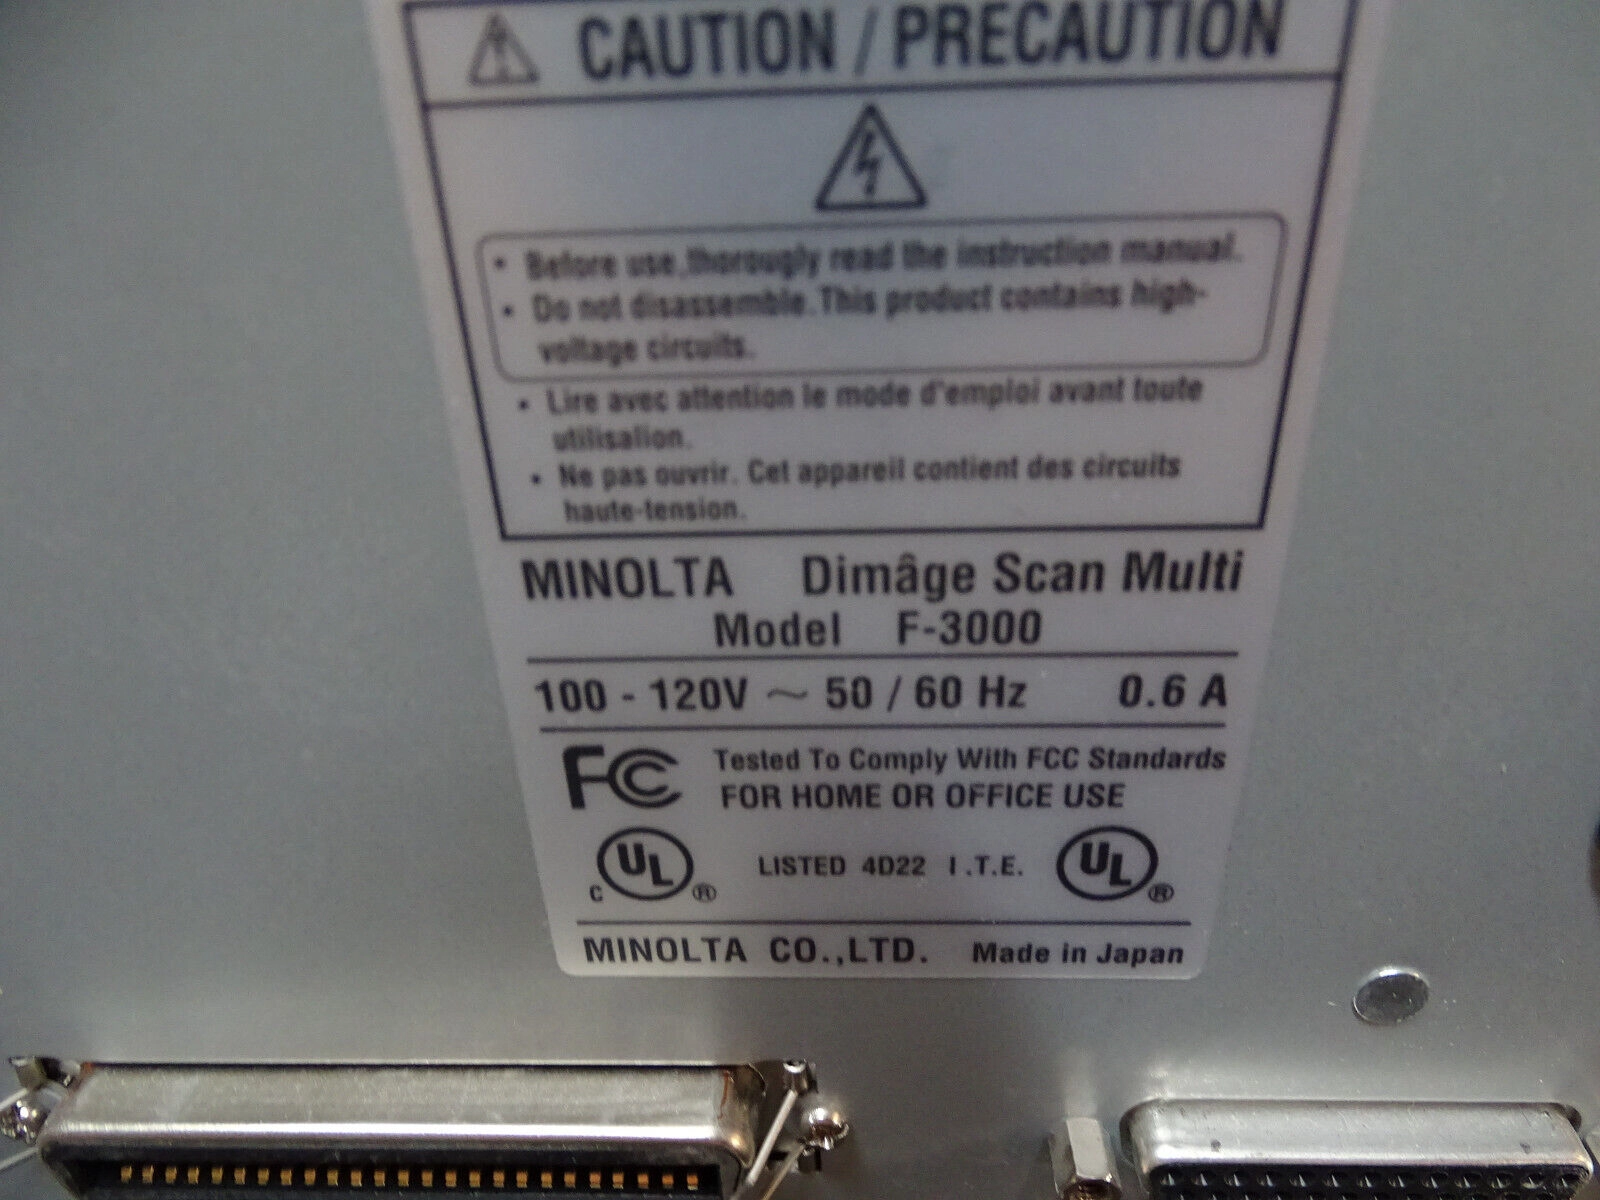 CAUTION / PRECAUTION
• Before use,thorougly read the instruction manual.
• Do not disassemble. This product contains high-
voltage circuits.
• Lire avec attention le mode d'emploi avant toute
utilisation.
• Ne pas ouvrir. Cet appareil contient des circuits
haute-tension.
MINOLTA Dimâge Scan Multi
Model F-3000
100 - 120V ~ 50 / 60 Hz 0.6 A
FC Tested To Comply With FCC Standards
FOR HOME OR OFFICE USE
C UL ® LISTED 4D22 I.T.E. UL ®
MINOLTA CO.,LTD. Made in Japan